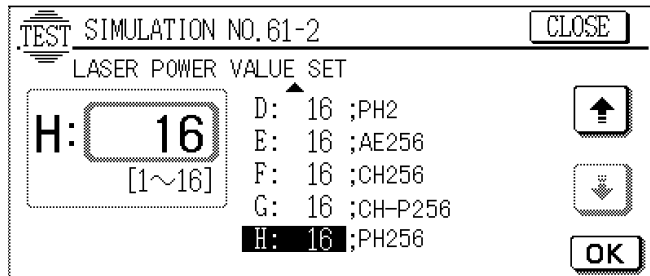 TEST SIMULATION NO.61-2 CLOSE
LASER POWER VALUE SET
H: 16
[1～16]
D: 16 ;PH2
E: 16 ;AE256
F: 16 ;CH256
G: 16 ;CH-P256
H: 16 ;PH256
OK